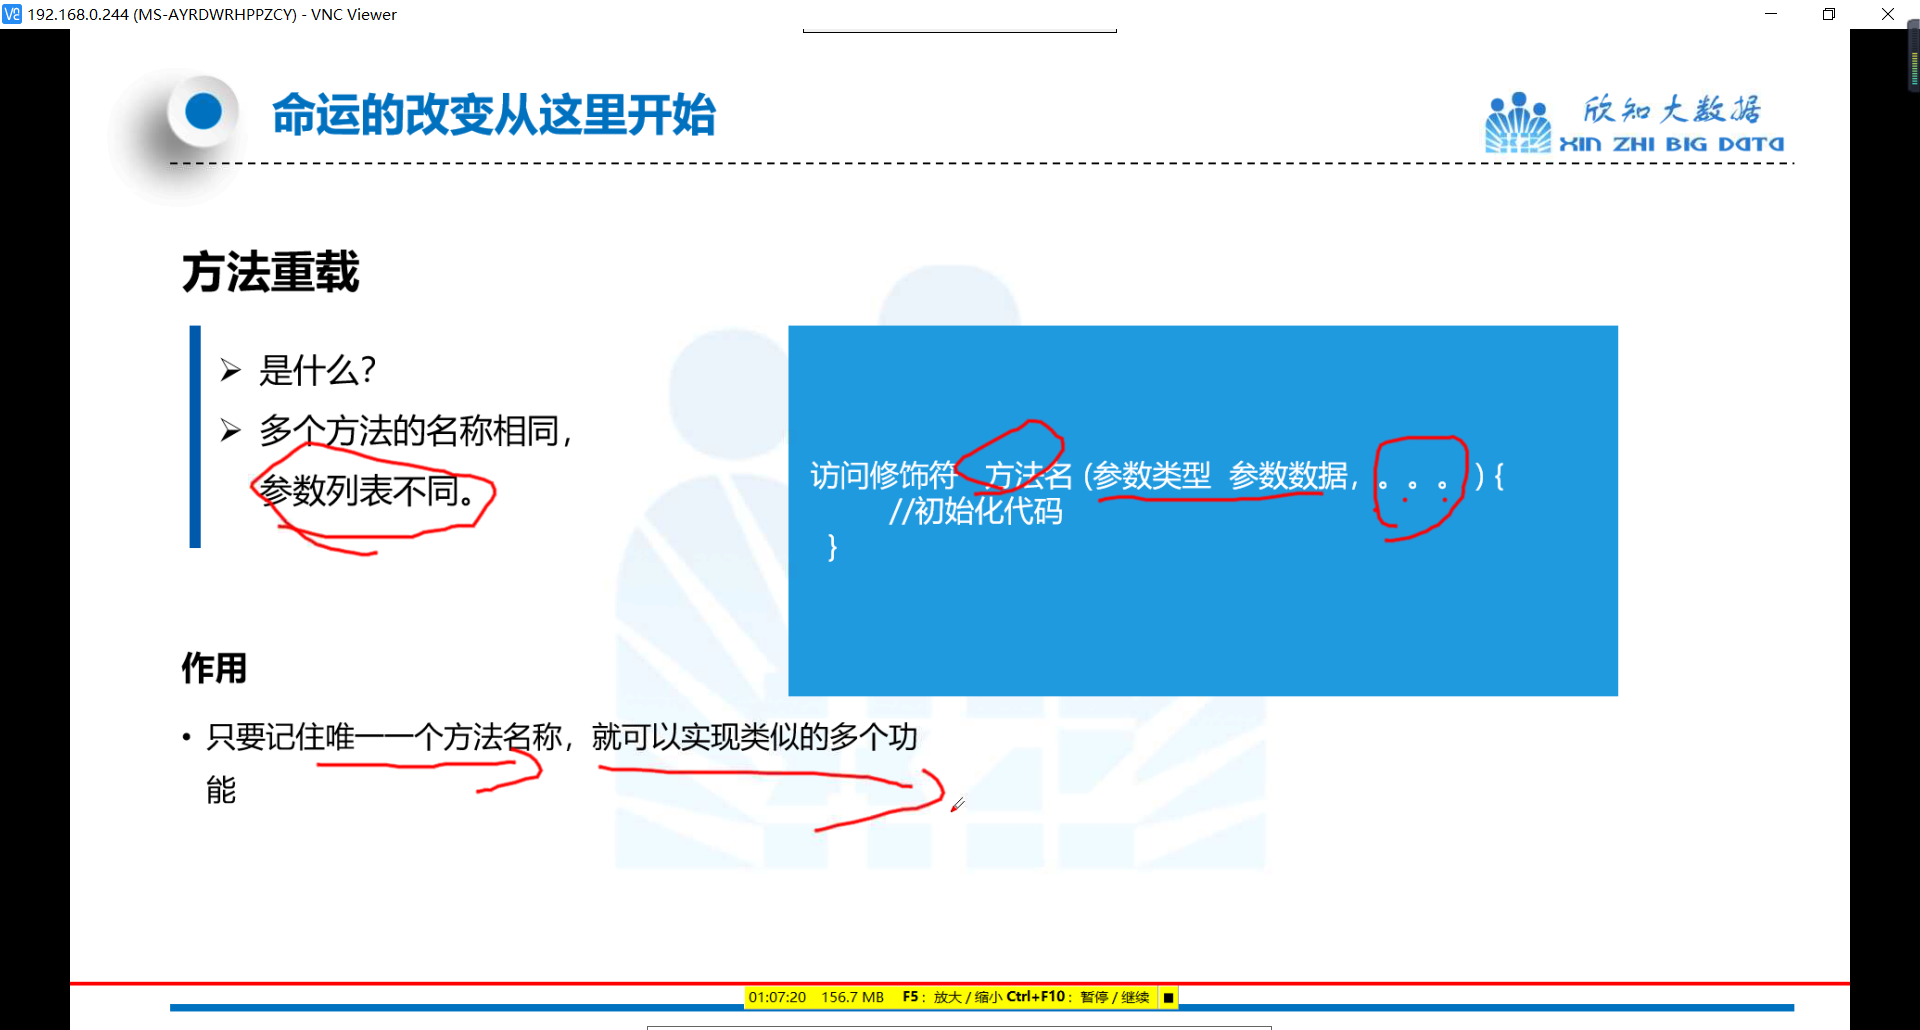 192.168.0.244 (MS-AYRDWRHPPZCY) - VNC Viewer
命运的改变从这里开始
欣知大数据
XIN ZHI BIG DATA
方法重载
是什么?
多个方法的名称相同，
参数列表不同。
访问修饰符 方法名 (参数类型 参数数据，。。。) {
//初始化代码
}
作用
• 只要记住唯一一个方法名称，就可以实现类似的多个功
能
01:07:20 156.7 MB F5：放大 / 缩小 Ctrl+F10：暂停 / 继续